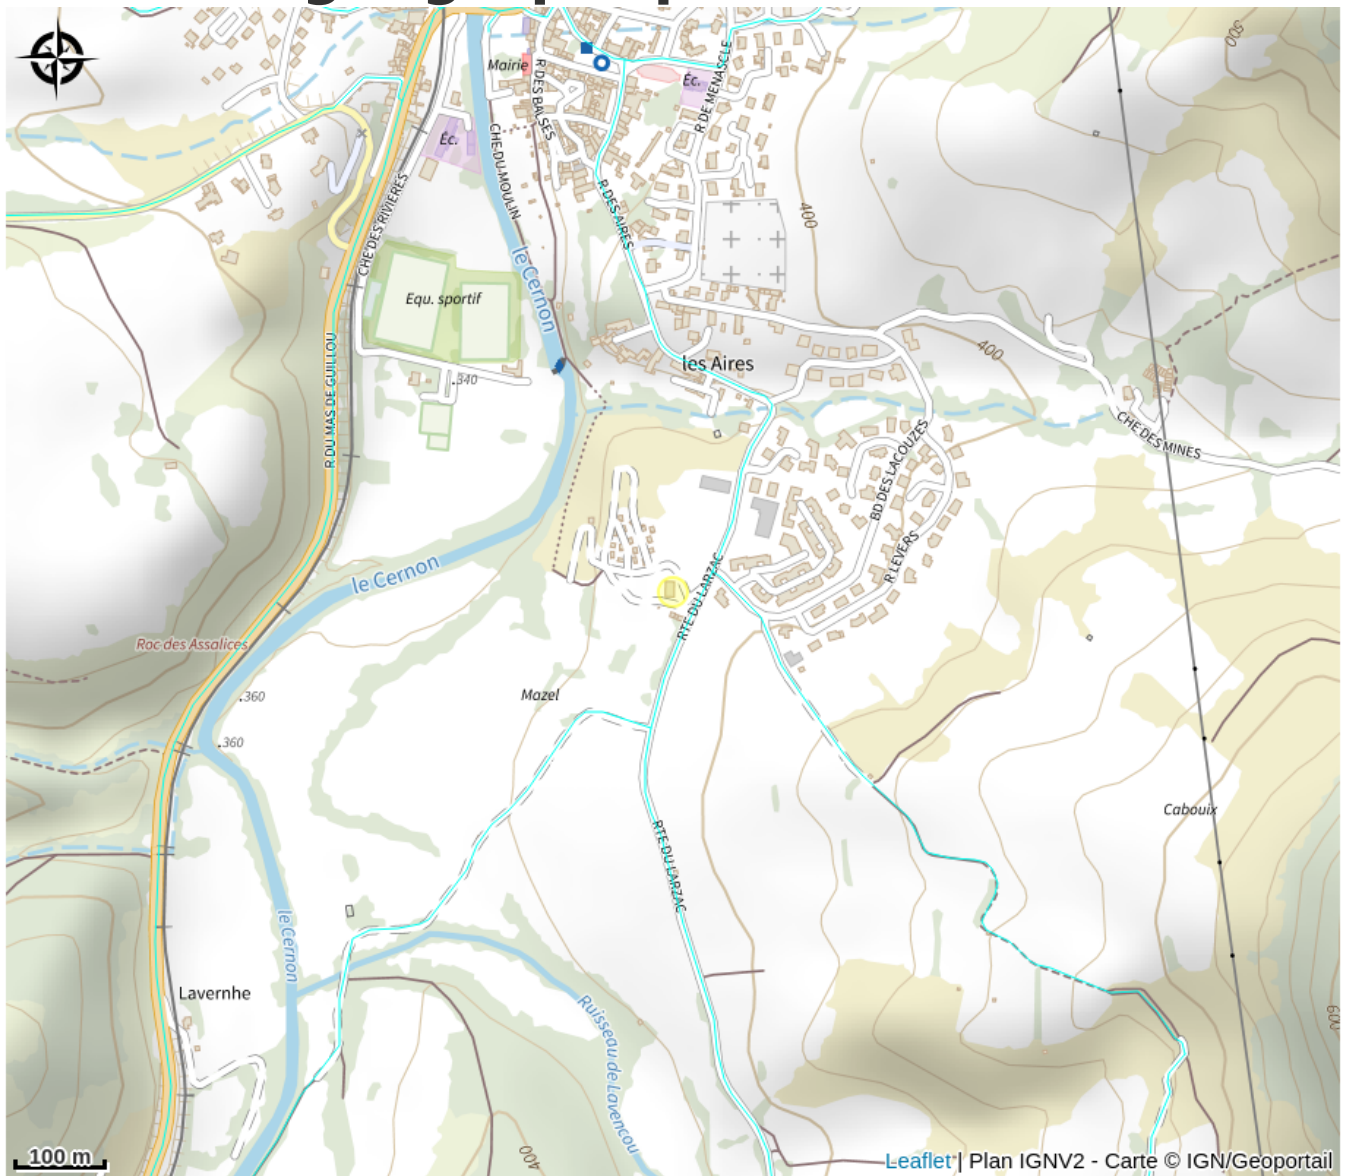 500
Mairie
Éc.
R DES BALSES
R DE MENASCLE
Éc.
CHE DU MOULIN
CHE DES RIVIÈRES
R DES AIRES
400
le Cernon
Equ. sportif
R DU MAS DE GUILLOU
.340
les Aires
400
CHE DES MINES
BD DES LACOUZES
R LEVERS
le Cernon
RTE DU LARZAC
Roc des Assalices
.360
Mazel
.360
Cabouix
RTE DU LARZAC
le Cernon
Lavernhe
Ruisseau de Lavencou
600
400
100 m
Leaflet | Plan IGNV2 - Carte © IGN/Geoportail